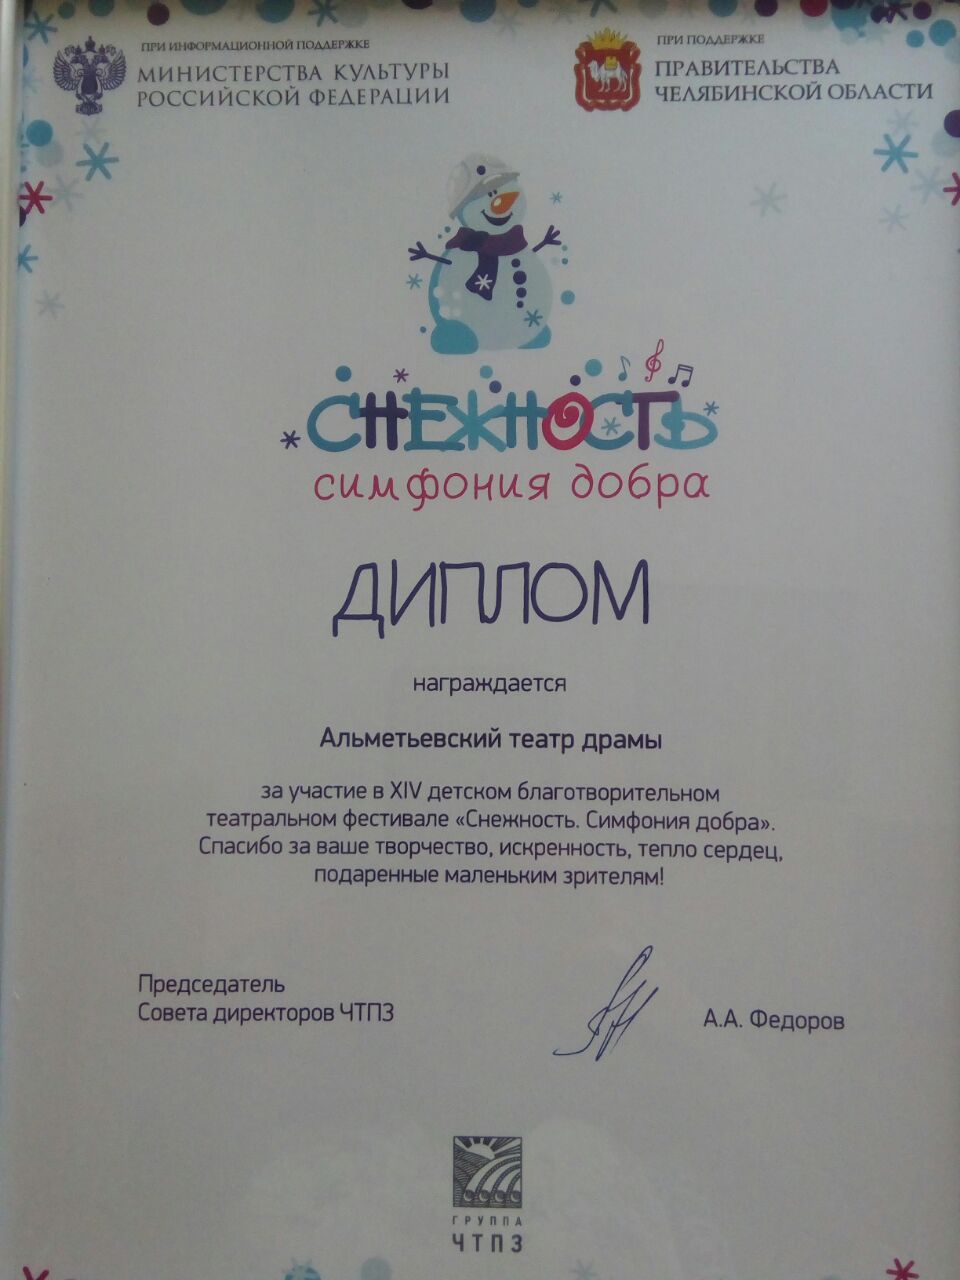 ПРИ ИНФОРМАЦИОННОЙ ПОДДЕРЖКЕ
МИНИСТЕРСТВА КУЛЬТУРЫ
РОССИЙСКОЙ ФЕДЕРАЦИИ
ПРИ ПОДДЕРЖКЕ
ПРАВИТЕЛЬСТВА
ЧЕЛЯБИНСКОЙ ОБЛАСТИ
СНЕЖНОСТЬ
симфония добра
ДИПЛОМ
награждается
Альметьевский театр драмы
за участие в XIV детском благотворительном
театральном фестивале «Снежность. Симфония добра».
Спасибо за ваше творчество, искренность, тепло сердец,
подаренные маленьким зрителям!
Председатель
Совета директоров ЧТПЗ
А.А. Федоров
ГРУППА
ЧТПЗ